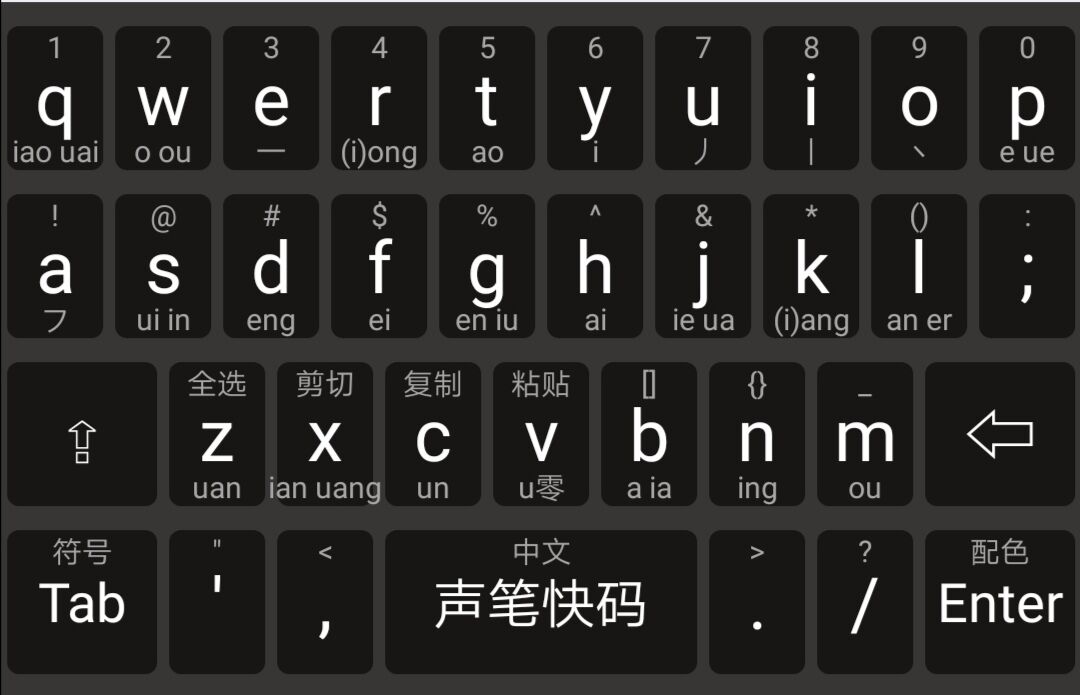 1 2 3 4 5 6 7 8 9 0
q w e r t y u i o p
iao uai o ou 一 (i)ong ao i 丿 丨 丶 e ue
! @ # $ % ^ & * () :
a s d f g h j k l ;
フ ui in eng ei en iu ai ie ua (i)ang an er
全选 剪切 复制 粘贴 [] {} _
⇪ z x c v b n m
uan ian uang un u零 a ia ing ou
符号 " < 中文 > ? 配色
Tab ' , 声笔快码 . / Enter